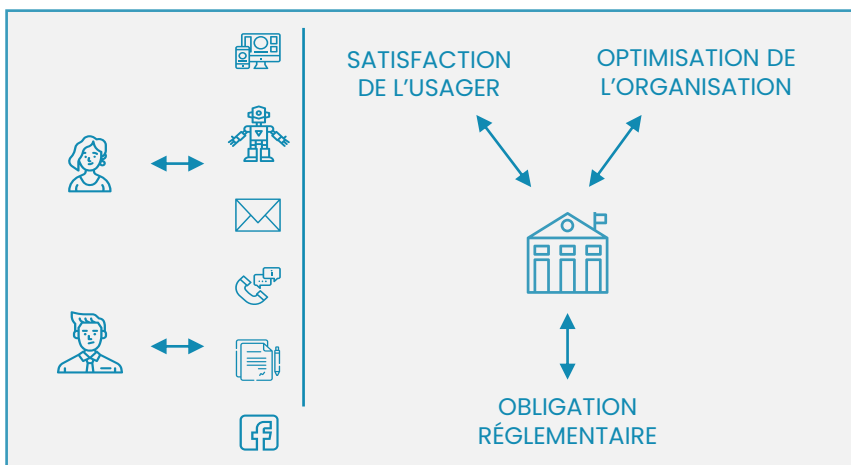 SATISFACTION
DE L’USAGER
OPTIMISATION DE
L’ORGANISATION
OBLIGATION
RÉGLEMENTAIRE